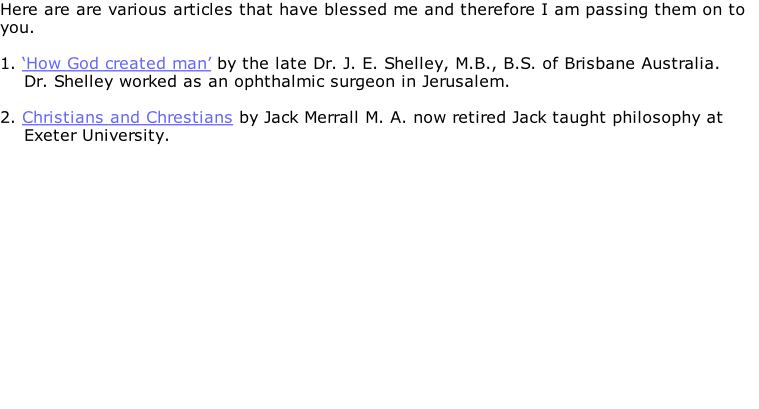 Here are are various articles that have blessed me and therefore I am passing them on to
you.
1. ‘How God created man’ by the late Dr. J. E. Shelley, M.B., B.S. of Brisbane Australia.
Dr. Shelley worked as an ophthalmic surgeon in Jerusalem.
2. Christians and Chrestians by Jack Merrall M. A. now retired Jack taught philosophy at
Exeter University.